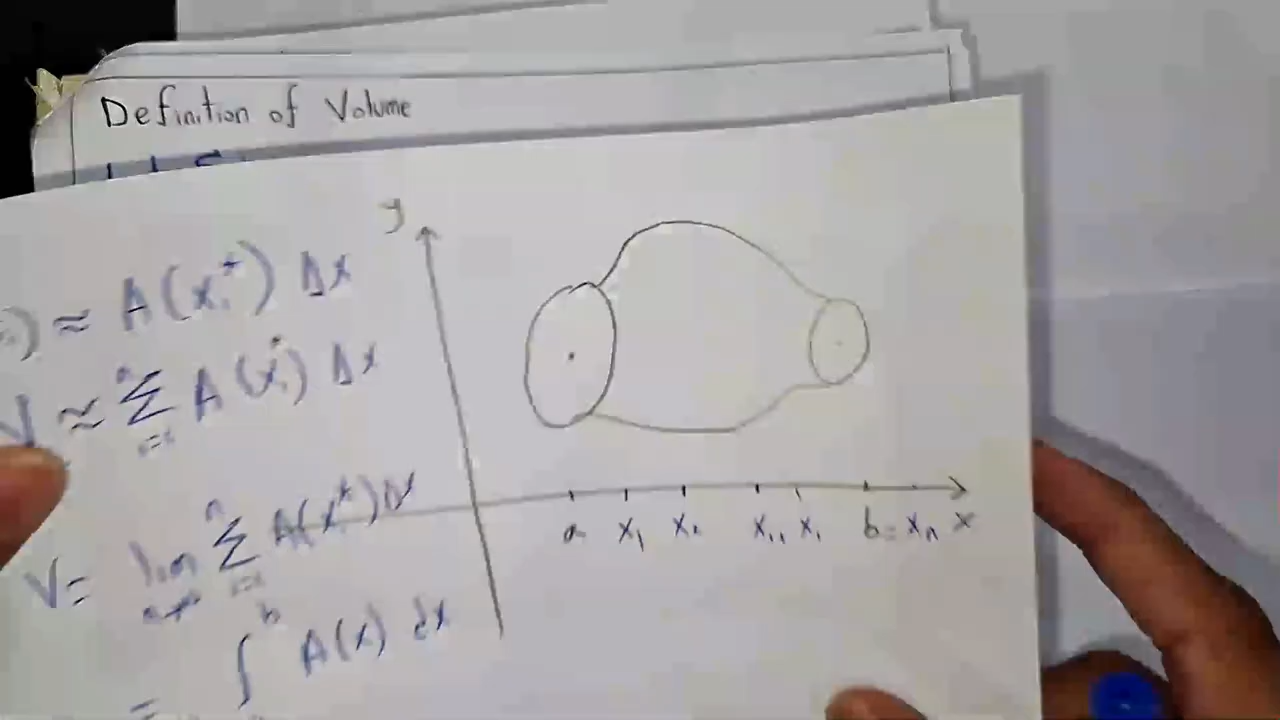 Definition of Volume
≈ A(xᵢ*) Δx
V ≈ Σ A(xᵢ*) Δx
V = lim Σ A(xᵢ*) Δx
= ∫ᵇ A(x) dx
y
a x₁ x₂ xᵢ₋₁ xᵢ b = xₙ x